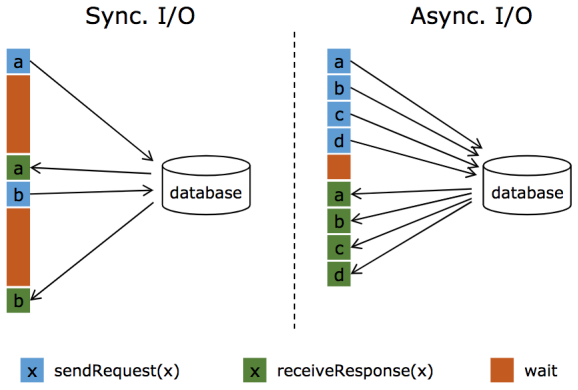 Sync. I/O
a
a
b
b
database
Async. I/O
a
b
c
d
a
b
c
d
database
x sendRequest(x)
x receiveResponse(x)
wait